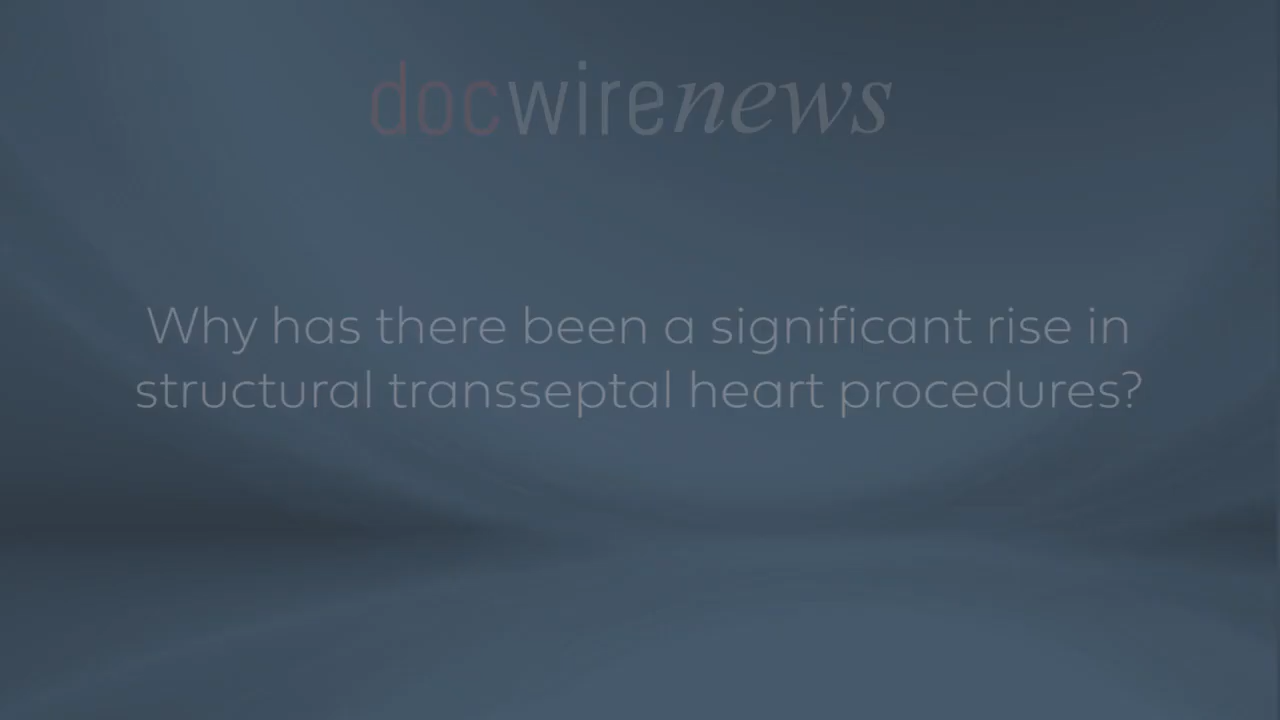 docwirenews
Why has there been a significant rise in
structural transseptal heart procedures?